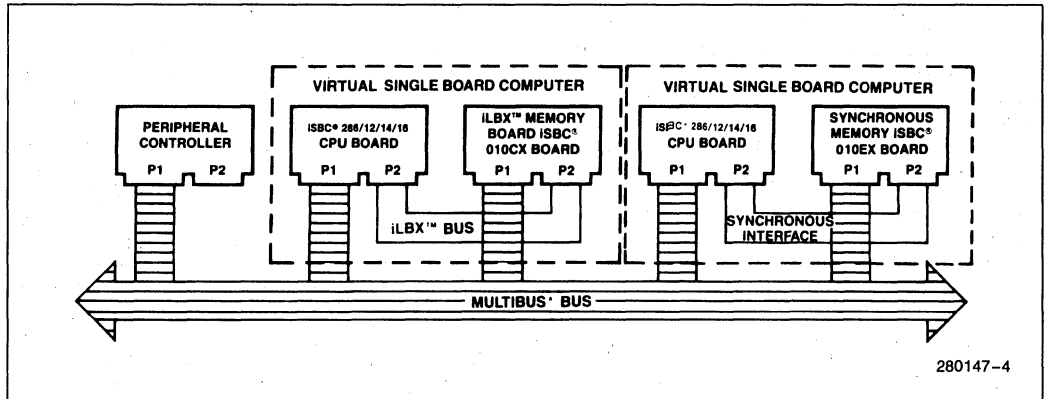 VIRTUAL SINGLE BOARD COMPUTER
VIRTUAL SINGLE BOARD COMPUTER
PERIPHERAL
CONTROLLER
P1 P2
iSBC® 286/12/14/16
CPU BOARD
P1 P2
iLBX™ MEMORY
BOARD iSBC®
010CX BOARD
P1 P2
iSBC® 286/12/14/16
CPU BOARD
P1 P2
SYNCHRONOUS
MEMORY iSBC®
010EX BOARD
P1 P2
iLBX™ BUS
SYNCHRONOUS
INTERFACE
MULTIBUS® BUS
280147–4